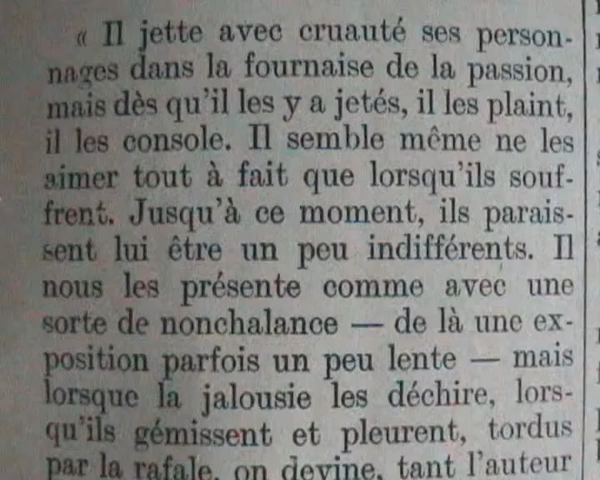 « Il jette avec cruauté ses person-
nages dans la fournaise de la passion,
mais dès qu'il les y a jetés, il les plaint,
il les console. Il semble même ne les
aimer tout à fait que lorsqu'ils souf-
frent. Jusqu'à ce moment, ils parais-
sent lui être un peu indifférents. Il
nous les présente comme avec une
sorte de nonchalance — de là une ex-
position parfois un peu lente — mais
lorsque la jalousie les déchire, lors-
qu'ils gémissent et pleurent, tordus
par la rafale, on devine, tant l'auteur